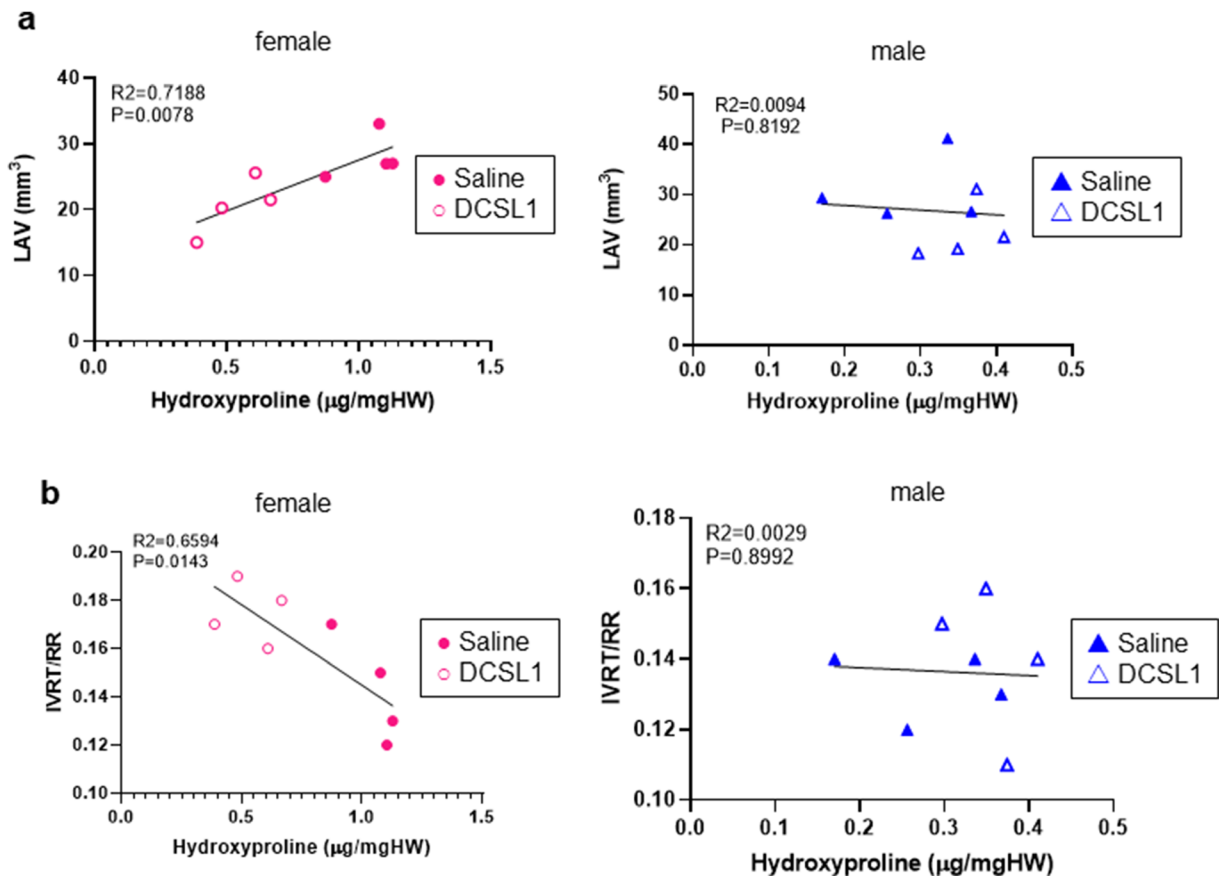 a
female
R2=0.7188
P=0.0078
40
30
20
10
0
LAV (mm³)
0.0 0.5 1.0 1.5
Hydroxyproline (μg/mgHW)
Saline
DCSL1
male
R2=0.0094
P=0.8192
50
40
30
20
10
0
LAV (mm³)
0.0 0.1 0.2 0.3 0.4 0.5
Hydroxyproline (μg/mgHW)
Saline
DCSL1
b
female
R2=0.6594
P=0.0143
0.20
0.18
0.16
0.14
0.12
0.10
IVRT/RR
0.0 0.5 1.0 1.5
Hydroxyproline (μg/mgHW)
Saline
DCSL1
male
R2=0.0029
P=0.8992
0.18
0.16
0.14
0.12
0.10
IVRT/RR
0.0 0.1 0.2 0.3 0.4 0.5
Hydroxyproline (μg/mgHW)
Saline
DCSL1